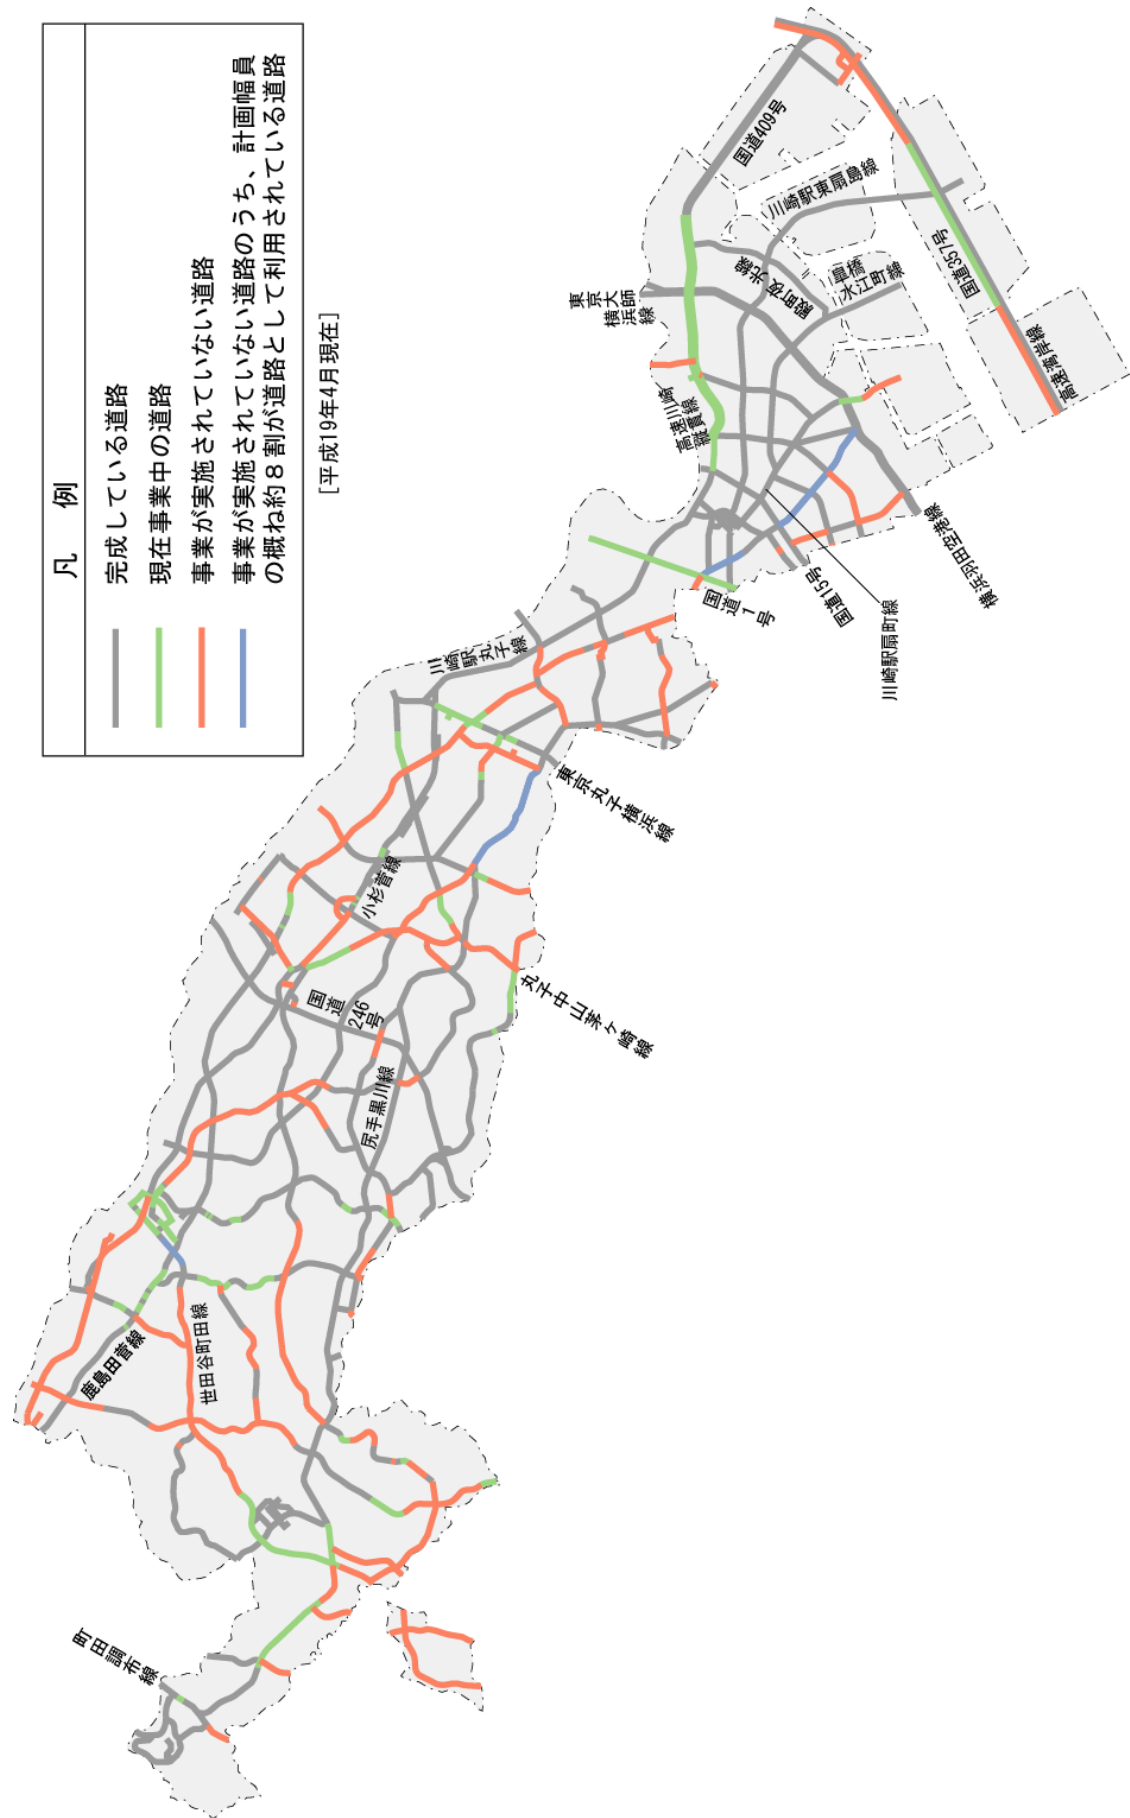 凡 例
完成している道路
現在事業中の道路
事業が実施されていない道路
事業が実施されていない道路のうち、計画幅員
の概ね約8割が道路として利用されている道路
[平成19年4月現在]
国道409号
川崎駅東扇島線
東京大師横浜線
殿町夜光線
皐橋
水江町線
国道357号
高速湾岸線
高速川崎
縦貫線
国道1号
国道15号
横浜羽田空港線
川崎駅扇町線
川崎駅丸子線
東京丸子横浜線
小杉菅線
国道
246号
丸子中山茅ケ崎線
尻手黒川線
世田谷町田線
鹿島田菅線
町田調布線